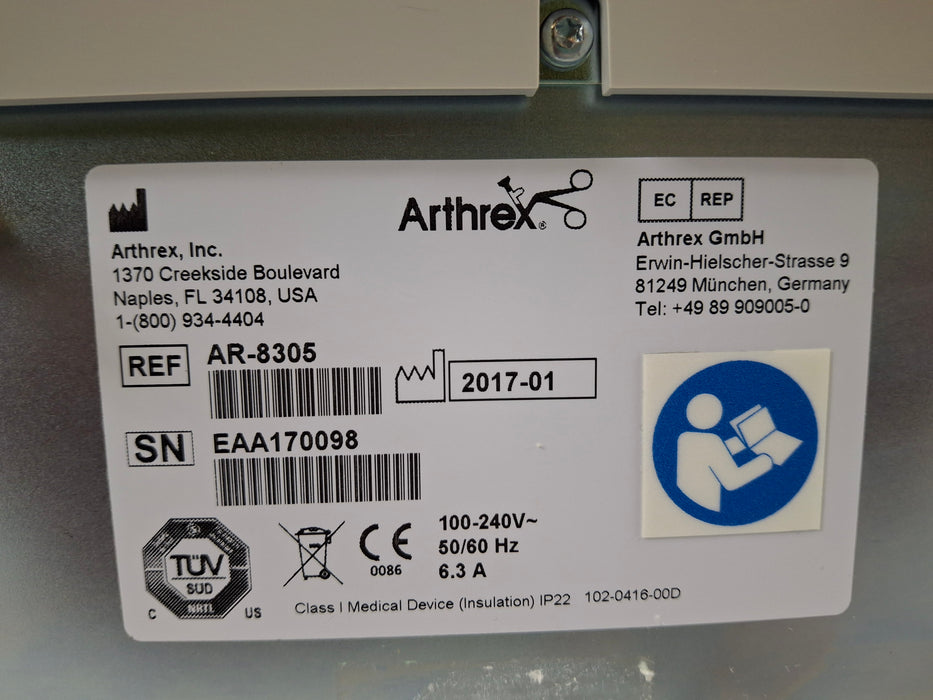 Arthrex®
Arthrex, Inc.
1370 Creekside Boulevard
Naples, FL 34108, USA
1-(800) 934-4404
EC REP
Arthrex GmbH
Erwin-Hielscher-Strasse 9
81249 München, Germany
Tel: +49 89 909005-0
REF AR-8305
2017-01
SN EAA170098
TÜV
SÜD
NRTL
C US
CE
0086
100-240V~
50/60 Hz
6.3 A
Class I Medical Device (Insulation) IP22 102-0416-00D